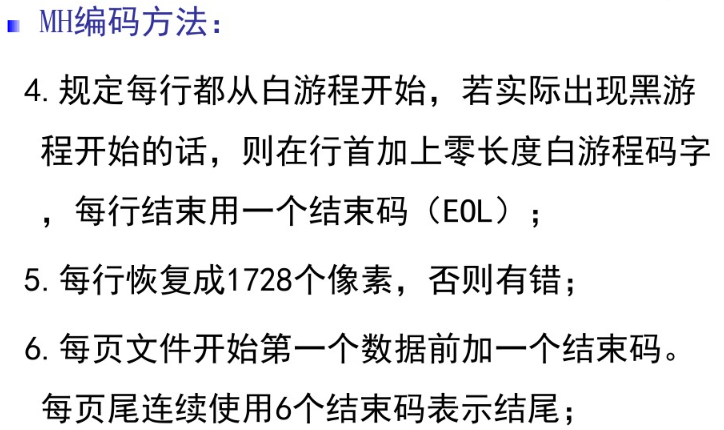 MH编码方法：
4.规定每行都从白游程开始，若实际出现黑游
程开始的话，则在行首加上零长度白游程码字
，每行结束用一个结束码（EOL）；
5.每行恢复成1728个像素，否则有错；
6.每页文件开始第一个数据前加一个结束码。
每页尾连续使用6个结束码表示结尾；